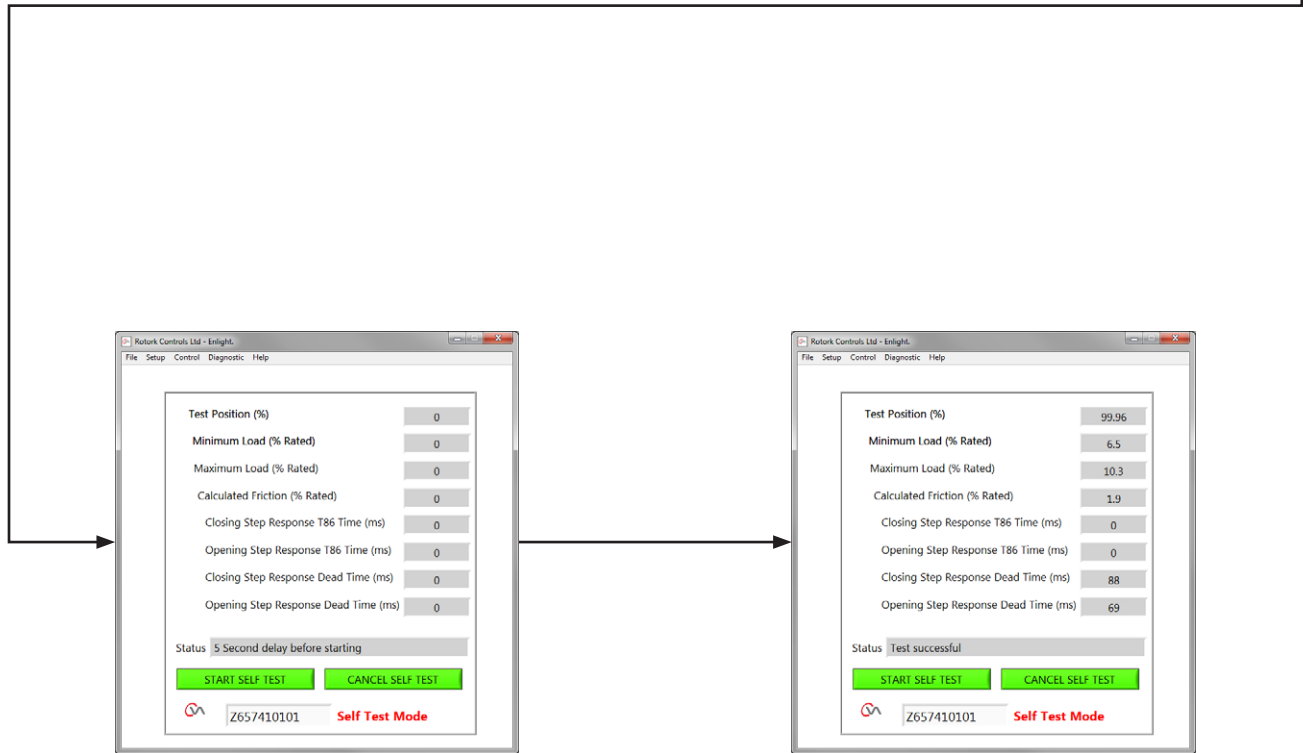 Rotork Controls Ltd - Enlight.
File Setup Control Diagnostic Help
Test Position (%) 0
Minimum Load (% Rated) 0
Maximum Load (% Rated) 0
Calculated Friction (% Rated) 0
Closing Step Response T86 Time (ms) 0
Opening Step Response T86 Time (ms) 0
Closing Step Response Dead Time (ms) 0
Opening Step Response Dead Time (ms) 0
Status 5 Second delay before starting
START SELF TEST CANCEL SELF TEST
Z657410101 Self Test Mode
Rotork Controls Ltd - Enlight.
File Setup Control Diagnostic Help
Test Position (%) 99.96
Minimum Load (% Rated) 6.5
Maximum Load (% Rated) 10.3
Calculated Friction (% Rated) 1.9
Closing Step Response T86 Time (ms) 0
Opening Step Response T86 Time (ms) 0
Closing Step Response Dead Time (ms) 88
Opening Step Response Dead Time (ms) 69
Status Test successful
START SELF TEST CANCEL SELF TEST
Z657410101 Self Test Mode